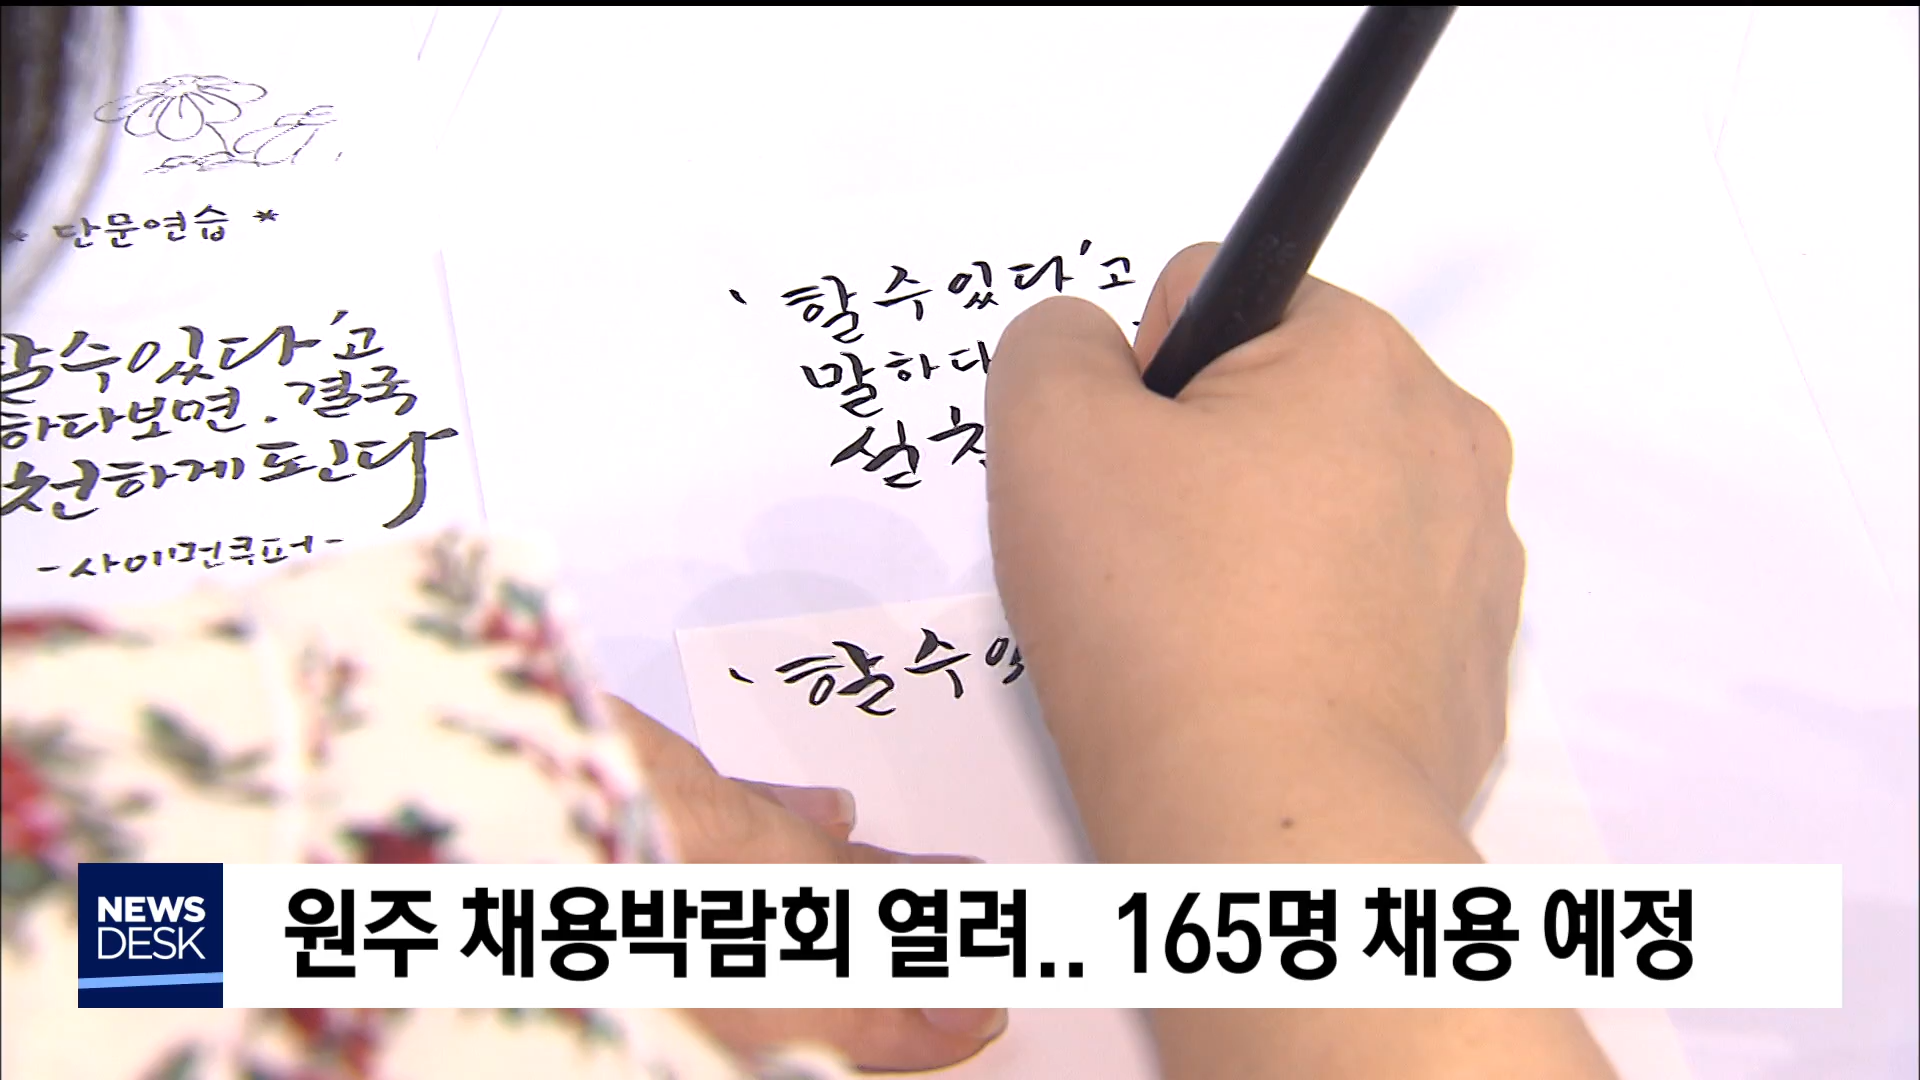 * 단문연습 *
할수있다'고
하다보면. 결국
천하게 된다
-사이먼쿠퍼-
'할수있다'고
말하다
실
'할수
NEWS
DESK
원주 채용박람회 열려.. 165명 채용 예정